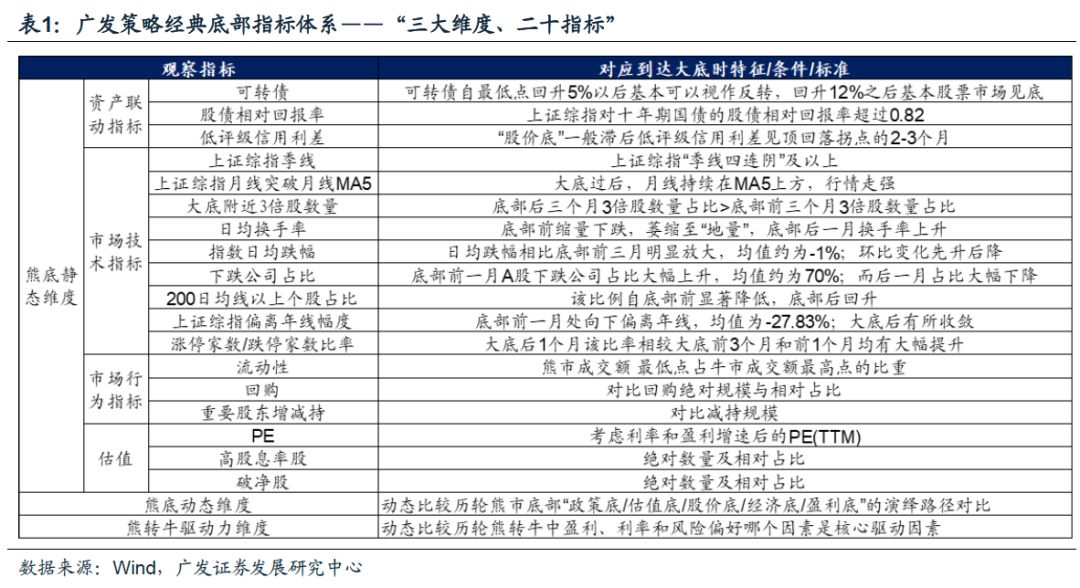 表1：广发策略经典底部指标体系——“三大维度、二十指标”
观察指标 对应到达大底时特征/条件/标准
熊底静态维度
资产联动指标
可转债 可转债自最低点回升5%以后基本可以视作反转，回升12%之后基本股票市场见底
股债相对回报率 上证综指对十年期国债的股债相对回报率超过0.82
低评级信用利差 “股价底”一般滞后低评级信用利差见顶回落拐点的2-3个月
市场技术指标
上证综指季线 上证综指“季线四连阴”及以上
上证综指月线突破月线MA5 大底过后，月线持续在MA5上方，行情走强
大底附近3倍股数量 底部后三个月3倍股数量占比>底部前三个月3倍股数量占比
日均换手率 底部前缩量下跌，萎缩至“地量”，底部后一月换手率上升
指数日均跌幅 日均跌幅相比底部前三月明显放大，均值约为-1%；环比变化先升后降
下跌公司占比 底部前一月A股下跌公司占比大幅上升，均值约为70%；而后一月占比大幅下降
200日均线以上个股占比 该比例自底部前显著降低，底部后回升
上证综指偏离年线幅度 底部前一月处向下偏离年线，均值为-27.83%；大底后有所收敛
涨停家数/跌停家数比率 大底后1个月该比率相较大底前3个月和前1个月均有大幅提升
市场行为指标
流动性 熊市成交额 最低点占牛市成交额最高点的比重
回购 对比回购绝对规模与相对占比
重要股东增减持 对比减持规模
估值
PE 考虑利率和盈利增速后的PE(TTM)
高股息率股 绝对数量及相对占比
破净股 绝对数量及相对占比
熊底动态维度 动态比较历轮熊市底部“政策底/估值底/股价底/经济底/盈利底”的演绎路径对比
熊转牛驱动力维度 动态比较历轮熊转牛中盈利、利率和风险偏好哪个因素是核心驱动因素
数据来源：Wind，广发证券发展研究中心